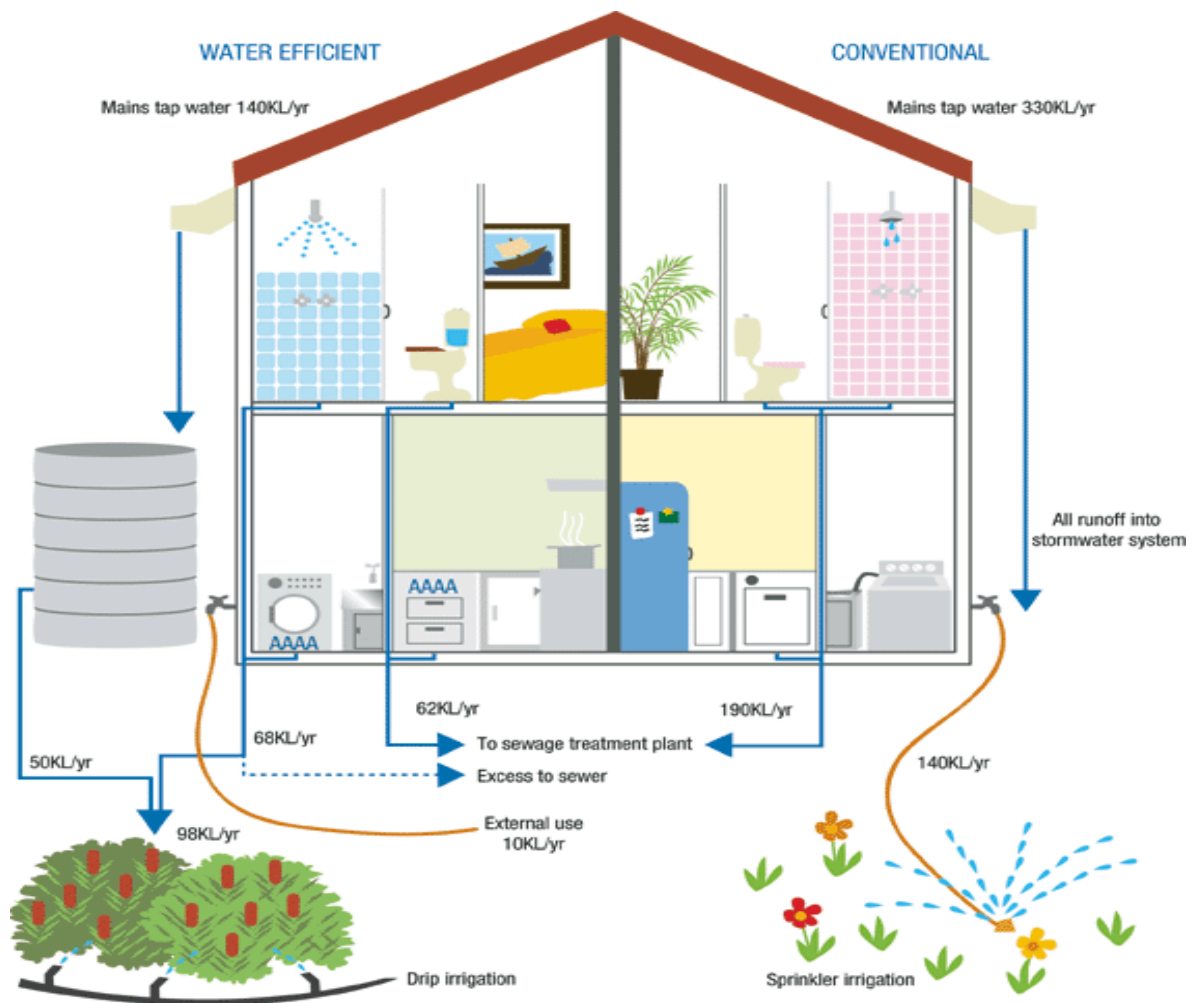 WATER EFFICIENT
CONVENTIONAL
Mains tap water 140KL/yr
Mains tap water 330KL/yr
All runoff into
stormwater system
AAAA
AAAA
62KL/yr
190KL/yr
68KL/yr
To sewage treatment plant
50KL/yr
Excess to sewer
140KL/yr
98KL/yr
External use
10KL/yr
Drip irrigation
Sprinkler irrigation